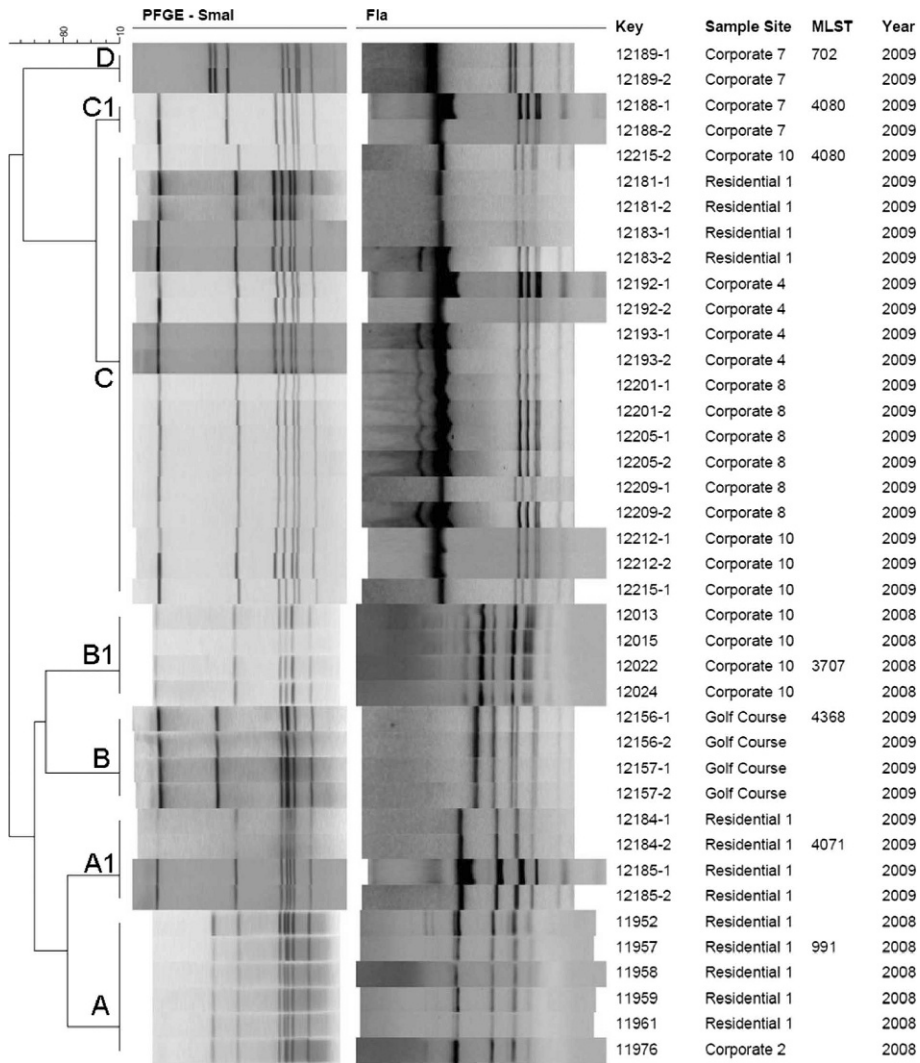 PFGE - SmaI Fla
Key Sample Site MLST Year
80 10
D 12189-1 Corporate 7 702 2009
12189-2 Corporate 7 2009
C1 12188-1 Corporate 7 4080 2009
12188-2 Corporate 7 2009
12215-2 Corporate 10 4080 2009
12181-1 Residential 1 2009
12181-2 Residential 1 2009
12183-1 Residential 1 2009
12183-2 Residential 1 2009
12192-1 Corporate 4 2009
12192-2 Corporate 4 2009
12193-1 Corporate 4 2009
12193-2 Corporate 4 2009
C 12201-1 Corporate 8 2009
12201-2 Corporate 8 2009
12205-1 Corporate 8 2009
12205-2 Corporate 8 2009
12209-1 Corporate 8 2009
12209-2 Corporate 8 2009
12212-1 Corporate 10 2009
12212-2 Corporate 10 2009
12215-1 Corporate 10 2009
12013 Corporate 10 2008
12015 Corporate 10 2008
B1 12022 Corporate 10 3707 2008
12024 Corporate 10 2008
12156-1 Golf Course 4368 2009
12156-2 Golf Course 2009
B 12157-1 Golf Course 2009
12157-2 Golf Course 2009
12184-1 Residential 1 2009
12184-2 Residential 1 4071 2009
A1 12185-1 Residential 1 2009
12185-2 Residential 1 2009
11952 Residential 1 2008
11957 Residential 1 991 2008
11958 Residential 1 2008
A 11959 Residential 1 2008
11961 Residential 1 2008
11976 Corporate 2 2008